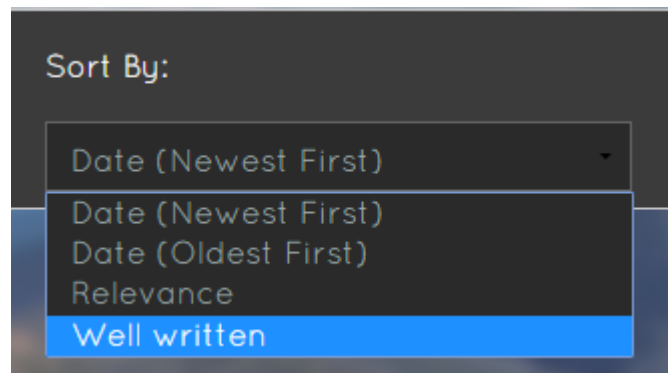 Sort By:
Date (Newest First)
Date (Newest First)
Date (Oldest First)
Relevance
Well written